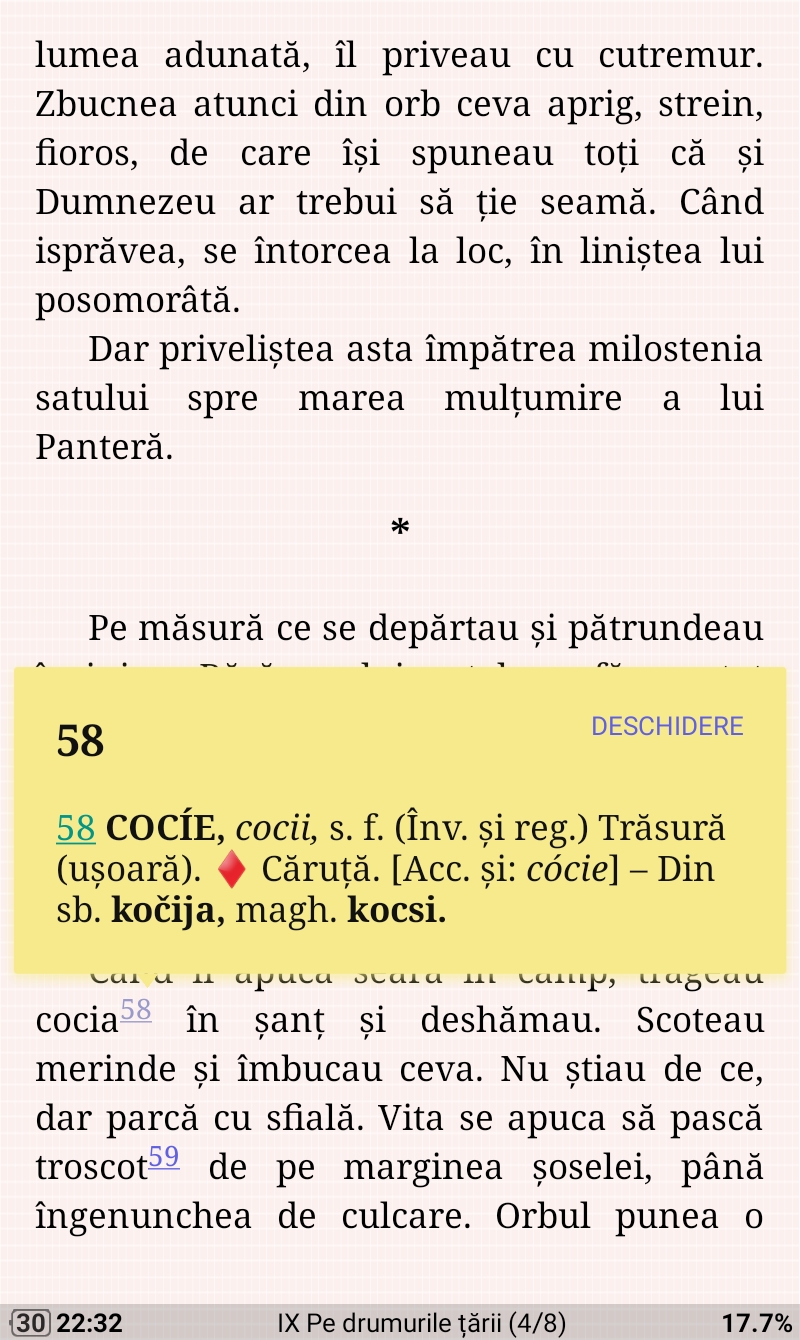 lumea adunată, îl priveau cu cutremur.
Zbucnea atunci din orb ceva aprig, strein,
fioros, de care își spuneau toți că și
Dumnezeu ar trebui să ție seamă. Când
isprăvea, se întorcea la loc, în liniștea lui
posomorâtă.
Dar priveliștea asta împătrea milostenia
satului spre marea mulțumire a lui
Panteră.
*
Pe măsură ce se depărtau și pătrundeau
58
DESCHIDERE
58 COCÍE, cocii, s. f. (Înv. și reg.) Trăsură
(ușoară). ♦ Căruță. [Acc. și: cócie] – Din
sb. kočija, magh. kocsi.
apuca seara în câmp, trăgeau
cocia58 în șanț și deshămau. Scoteau
merinde și îmbucau ceva. Nu știau de ce,
dar parcă cu sfială. Vita se apuca să pască
troscot59 de pe marginea șoselei, până
îngenunchea de culcare. Orbul punea o
30 22:32 IX Pe drumurile țării (4/8) 17.7%